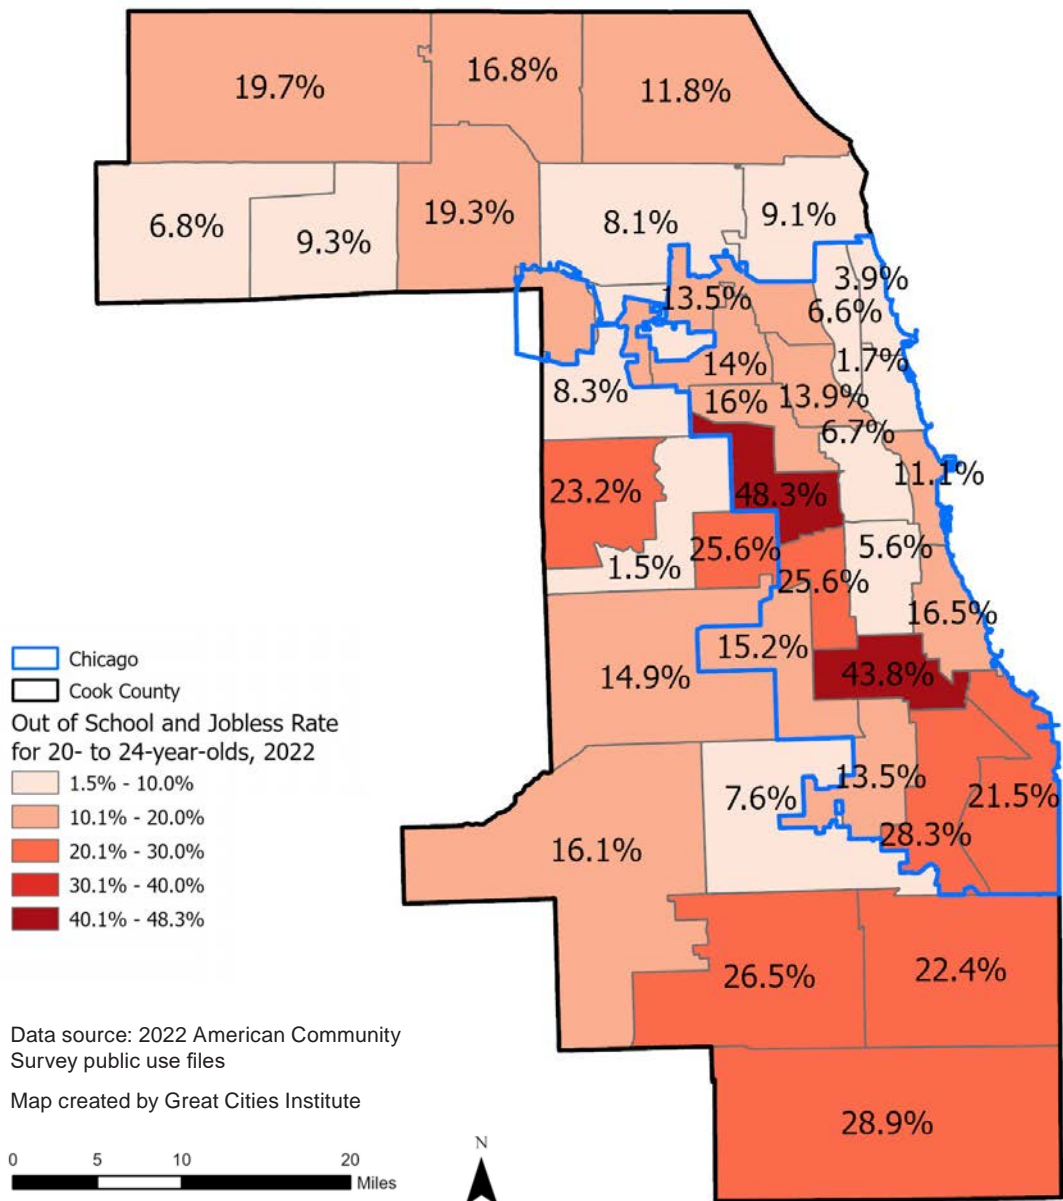 19.7%
16.8%
11.8%
6.8%
9.3%
19.3%
8.1%
9.1%
3.9%
13.5%
6.6%
14%
1.7%
8.3%
16%
13.9%
6.7%
23.2%
48.3%
11.1%
1.5%
25.6%
25.6%
5.6%
16.5%
14.9%
15.2%
43.8%
16.1%
7.6%
13.5%
21.5%
28.3%
26.5%
22.4%
28.9%
Chicago
Cook County
Out of School and Jobless Rate
for 20- to 24-year-olds, 2022
1.5% - 10.0%
10.1% - 20.0%
20.1% - 30.0%
30.1% - 40.0%
40.1% - 48.3%
Data source: 2022 American Community
Survey public use files
Map created by Great Cities Institute
0 5 10 20
Miles
N